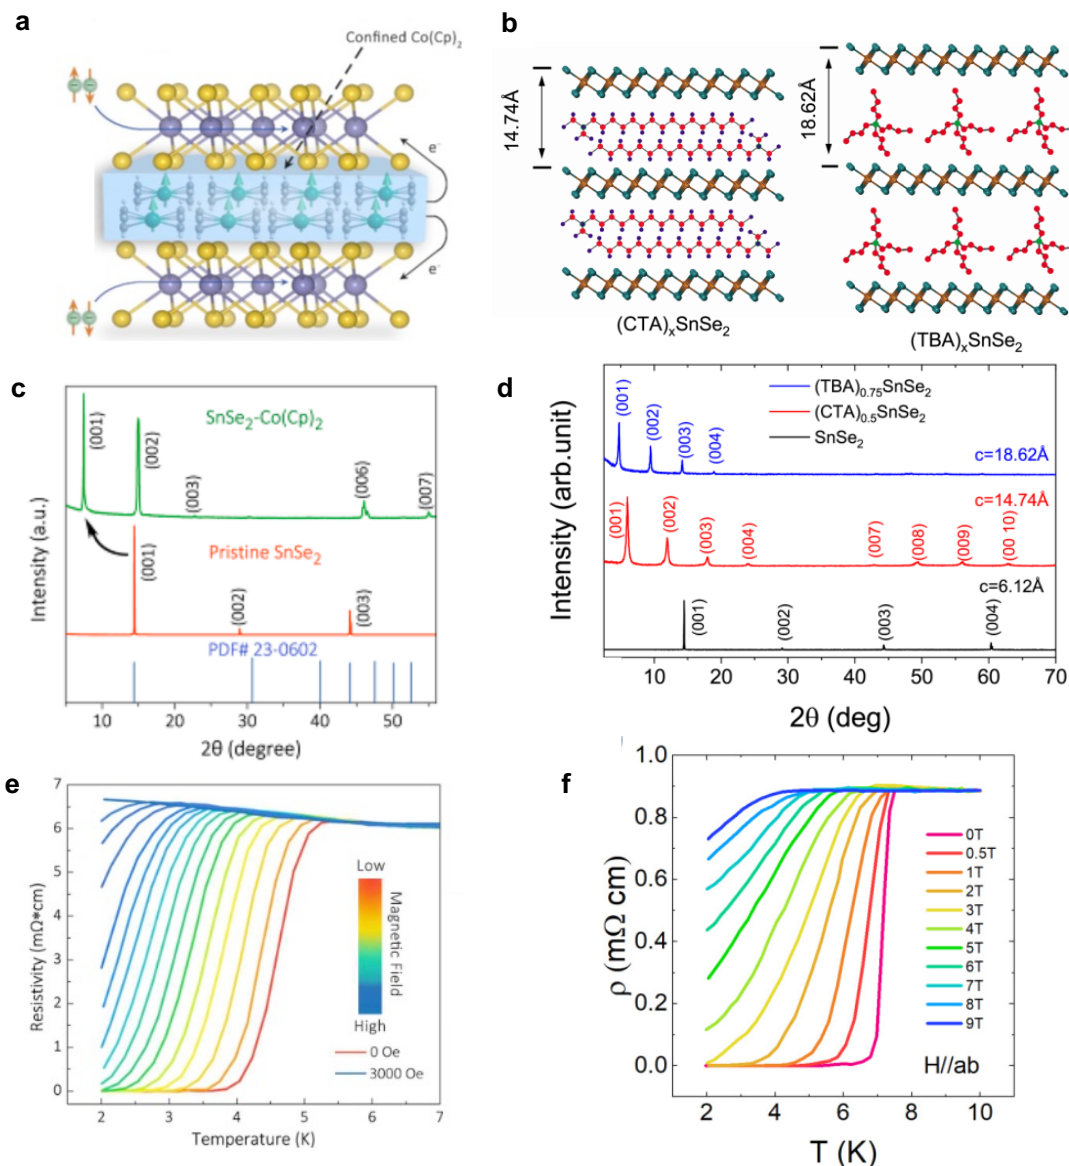 a
Confined Co(Cp)₂
e⁻
e⁻
b
14.74Å
18.62Å
(CTA)ₓSnSe₂
(TBA)ₓSnSe₂
c
SnSe₂-Co(Cp)₂
(001)
(002)
(003)
(006)
(007)
Pristine SnSe₂
(001)
(002)
(003)
PDF# 23-0602
Intensity (a.u.)
10 20 30 40 50
2θ (degree)
d
(TBA)₀.₇₅SnSe₂
(CTA)₀.₅SnSe₂
SnSe₂
(001)
(002)
(003)
(004)
c=18.62Å
c=14.74Å
(001)
(002)
(003)
(004)
(007)
(008)
(009)
(00 10)
c=6.12Å
(001)
(002)
(003)
(004)
Intensity (arb.unit)
10 20 30 40 50 60 70
2θ (deg)
e
7
6
5
4
3
2
1
0
Resistivity (mΩ*cm)
Low
Magnetic Field
High
0 Oe
3000 Oe
2 3 4 5 6 7
Temperature (K)
f
1.0
0.8
0.6
0.4
0.2
0.0
ρ (mΩ cm)
0T
0.5T
1T
2T
3T
4T
5T
6T
7T
8T
9T
H//ab
2 4 6 8 10
T (K)